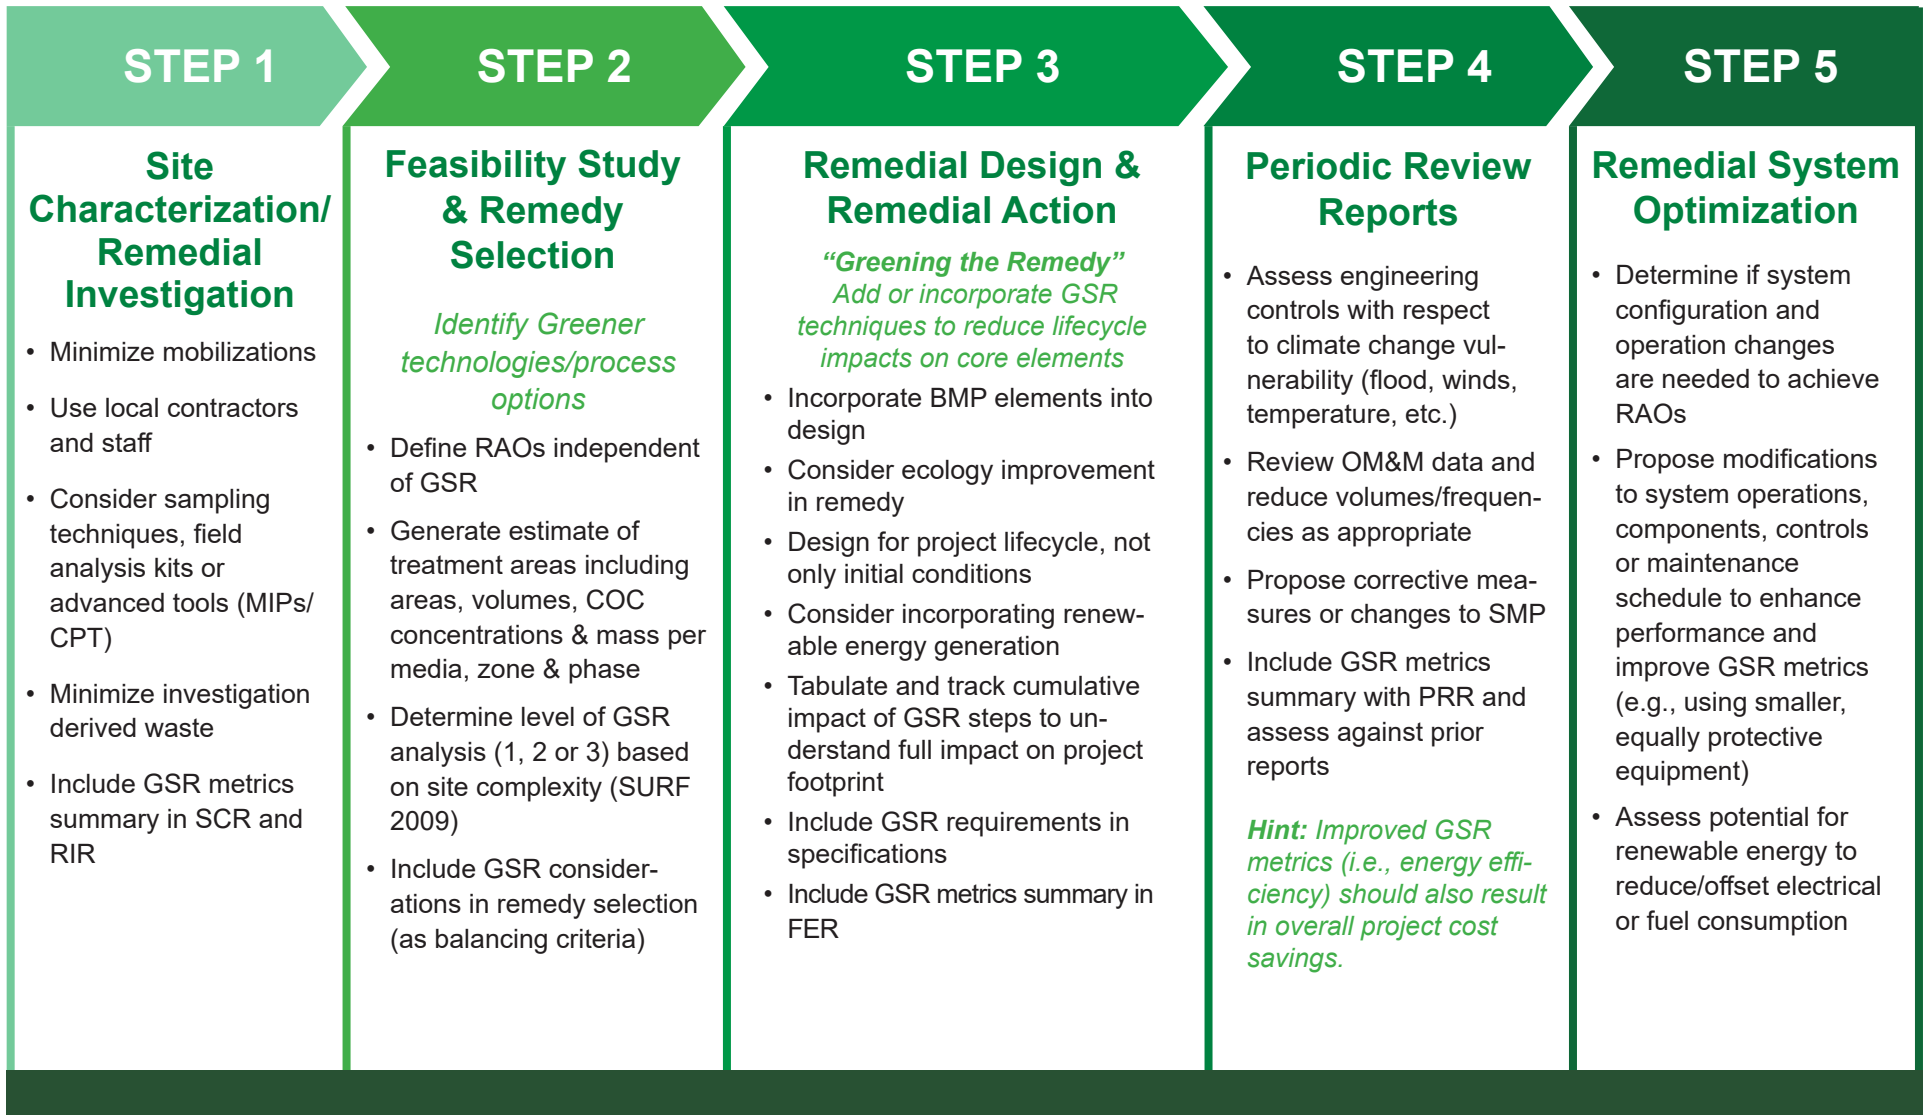 STEP 1
Site
Characterization/
Remedial
Investigation
• Minimize mobilizations
• Use local contractors
and staff
• Consider sampling
techniques, field
analysis kits or
advanced tools (MIPs/
CPT)
• Minimize investigation
derived waste
• Include GSR metrics
summary in SCR and
RIR
STEP 2
Feasibility Study
& Remedy
Selection
Identify Greener
technologies/process
options
• Define RAOs independent
of GSR
• Generate estimate of
treatment areas including
areas, volumes, COC
concentrations & mass per
media, zone & phase
• Determine level of GSR
analysis (1, 2 or 3) based
on site complexity (SURF
2009)
• Include GSR consider-
ations in remedy selection
(as balancing criteria)
STEP 3
Remedial Design &
Remedial Action
“Greening the Remedy”
Add or incorporate GSR
techniques to reduce lifecycle
impacts on core elements
• Incorporate BMP elements into
design
• Consider ecology improvement
in remedy
• Design for project lifecycle, not
only initial conditions
• Consider incorporating renew-
able energy generation
• Tabulate and track cumulative
impact of GSR steps to un-
derstand full impact on project
footprint
• Include GSR requirements in
specifications
• Include GSR metrics summary in
FER
STEP 4
Periodic Review
Reports
• Assess engineering
controls with respect
to climate change vul-
nerability (flood, winds,
temperature, etc.)
• Review OM&M data and
reduce volumes/frequen-
cies as appropriate
• Propose corrective mea-
sures or changes to SMP
• Include GSR metrics
summary with PRR and
assess against prior
reports
Hint: Improved GSR
metrics (i.e., energy effi-
ciency) should also result
in overall project cost
savings.
STEP 5
Remedial System
Optimization
• Determine if system
configuration and
operation changes
are needed to achieve
RAOs
• Propose modifications
to system operations,
components, controls
or maintenance
schedule to enhance
performance and
improve GSR metrics
(e.g., using smaller,
equally protective
equipment)
• Assess potential for
renewable energy to
reduce/offset electrical
or fuel consumption